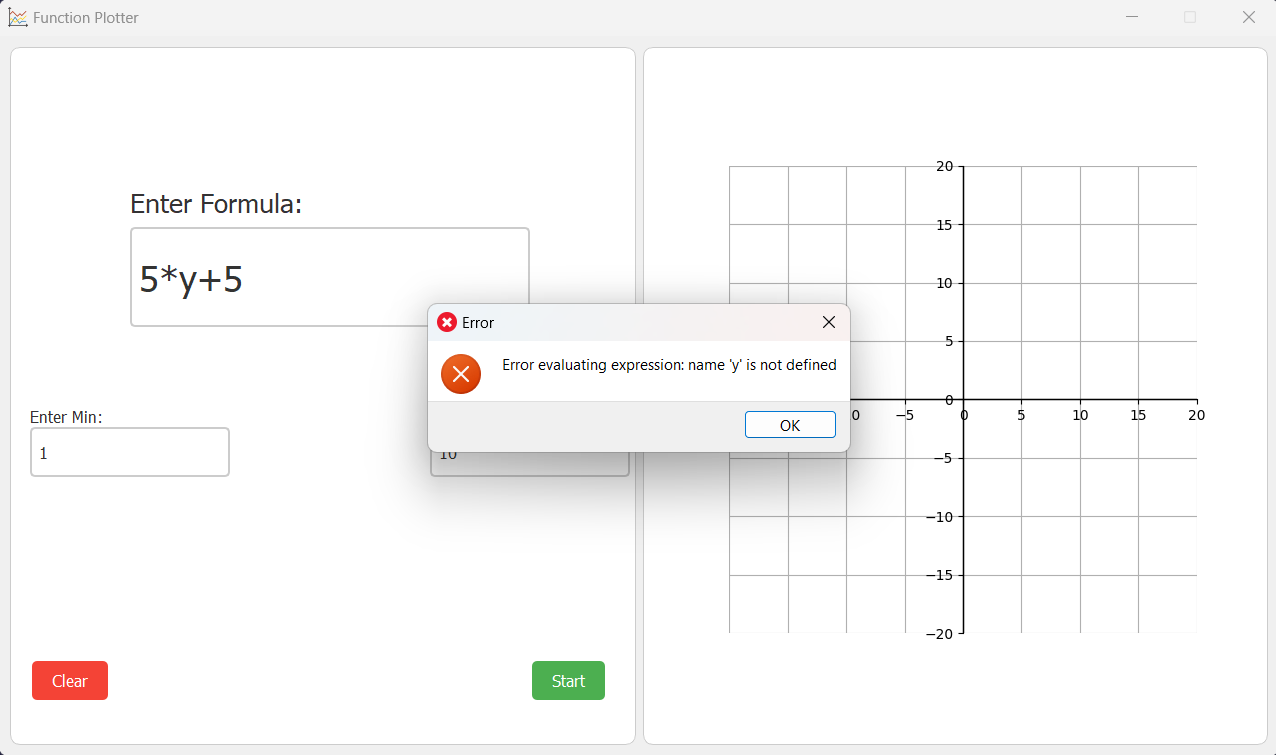 Function Plotter
Enter Formula:
5*y+5
Error
Error evaluating expression: name 'y' is not defined
OK
Enter Min:
1
10
Clear
Start
20
15
10
5
0
−5
−10
−15
−20
0
−5
0
5
10
15
20